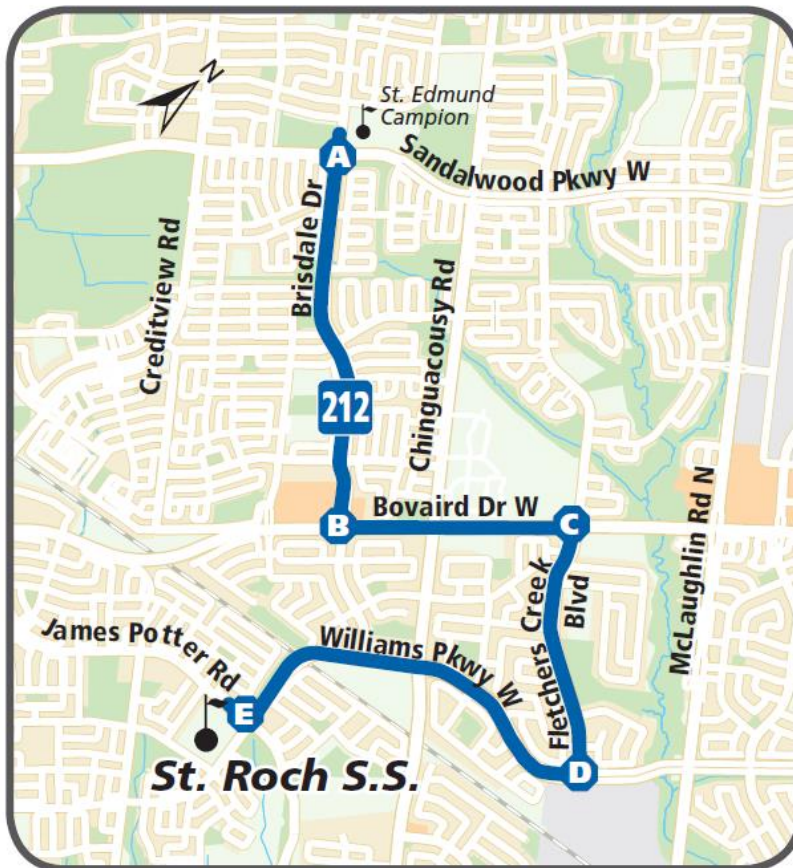 N
St. Edmund
Campion
A
Sandalwood Pkwy W
Brisdale Dr
Creditview Rd
Chinguacousy Rd
212
McLaughlin Rd N
B
Bovaird Dr W
C
Fletchers Creek
Blvd
James Potter Rd
Williams Pkwy W
E
D
St. Roch S.S.